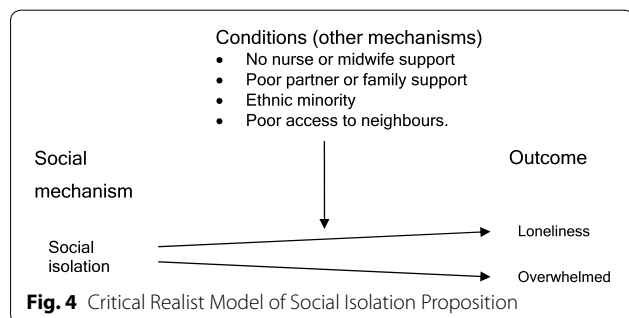 Conditions (other mechanisms)
• No nurse or midwife support
• Poor partner or family support
• Ethnic minority
• Poor access to neighbours.
Social
mechanism
Outcome
Social
isolation
Loneliness
Overwhelmed
Fig. 4 Critical Realist Model of Social Isolation Proposition